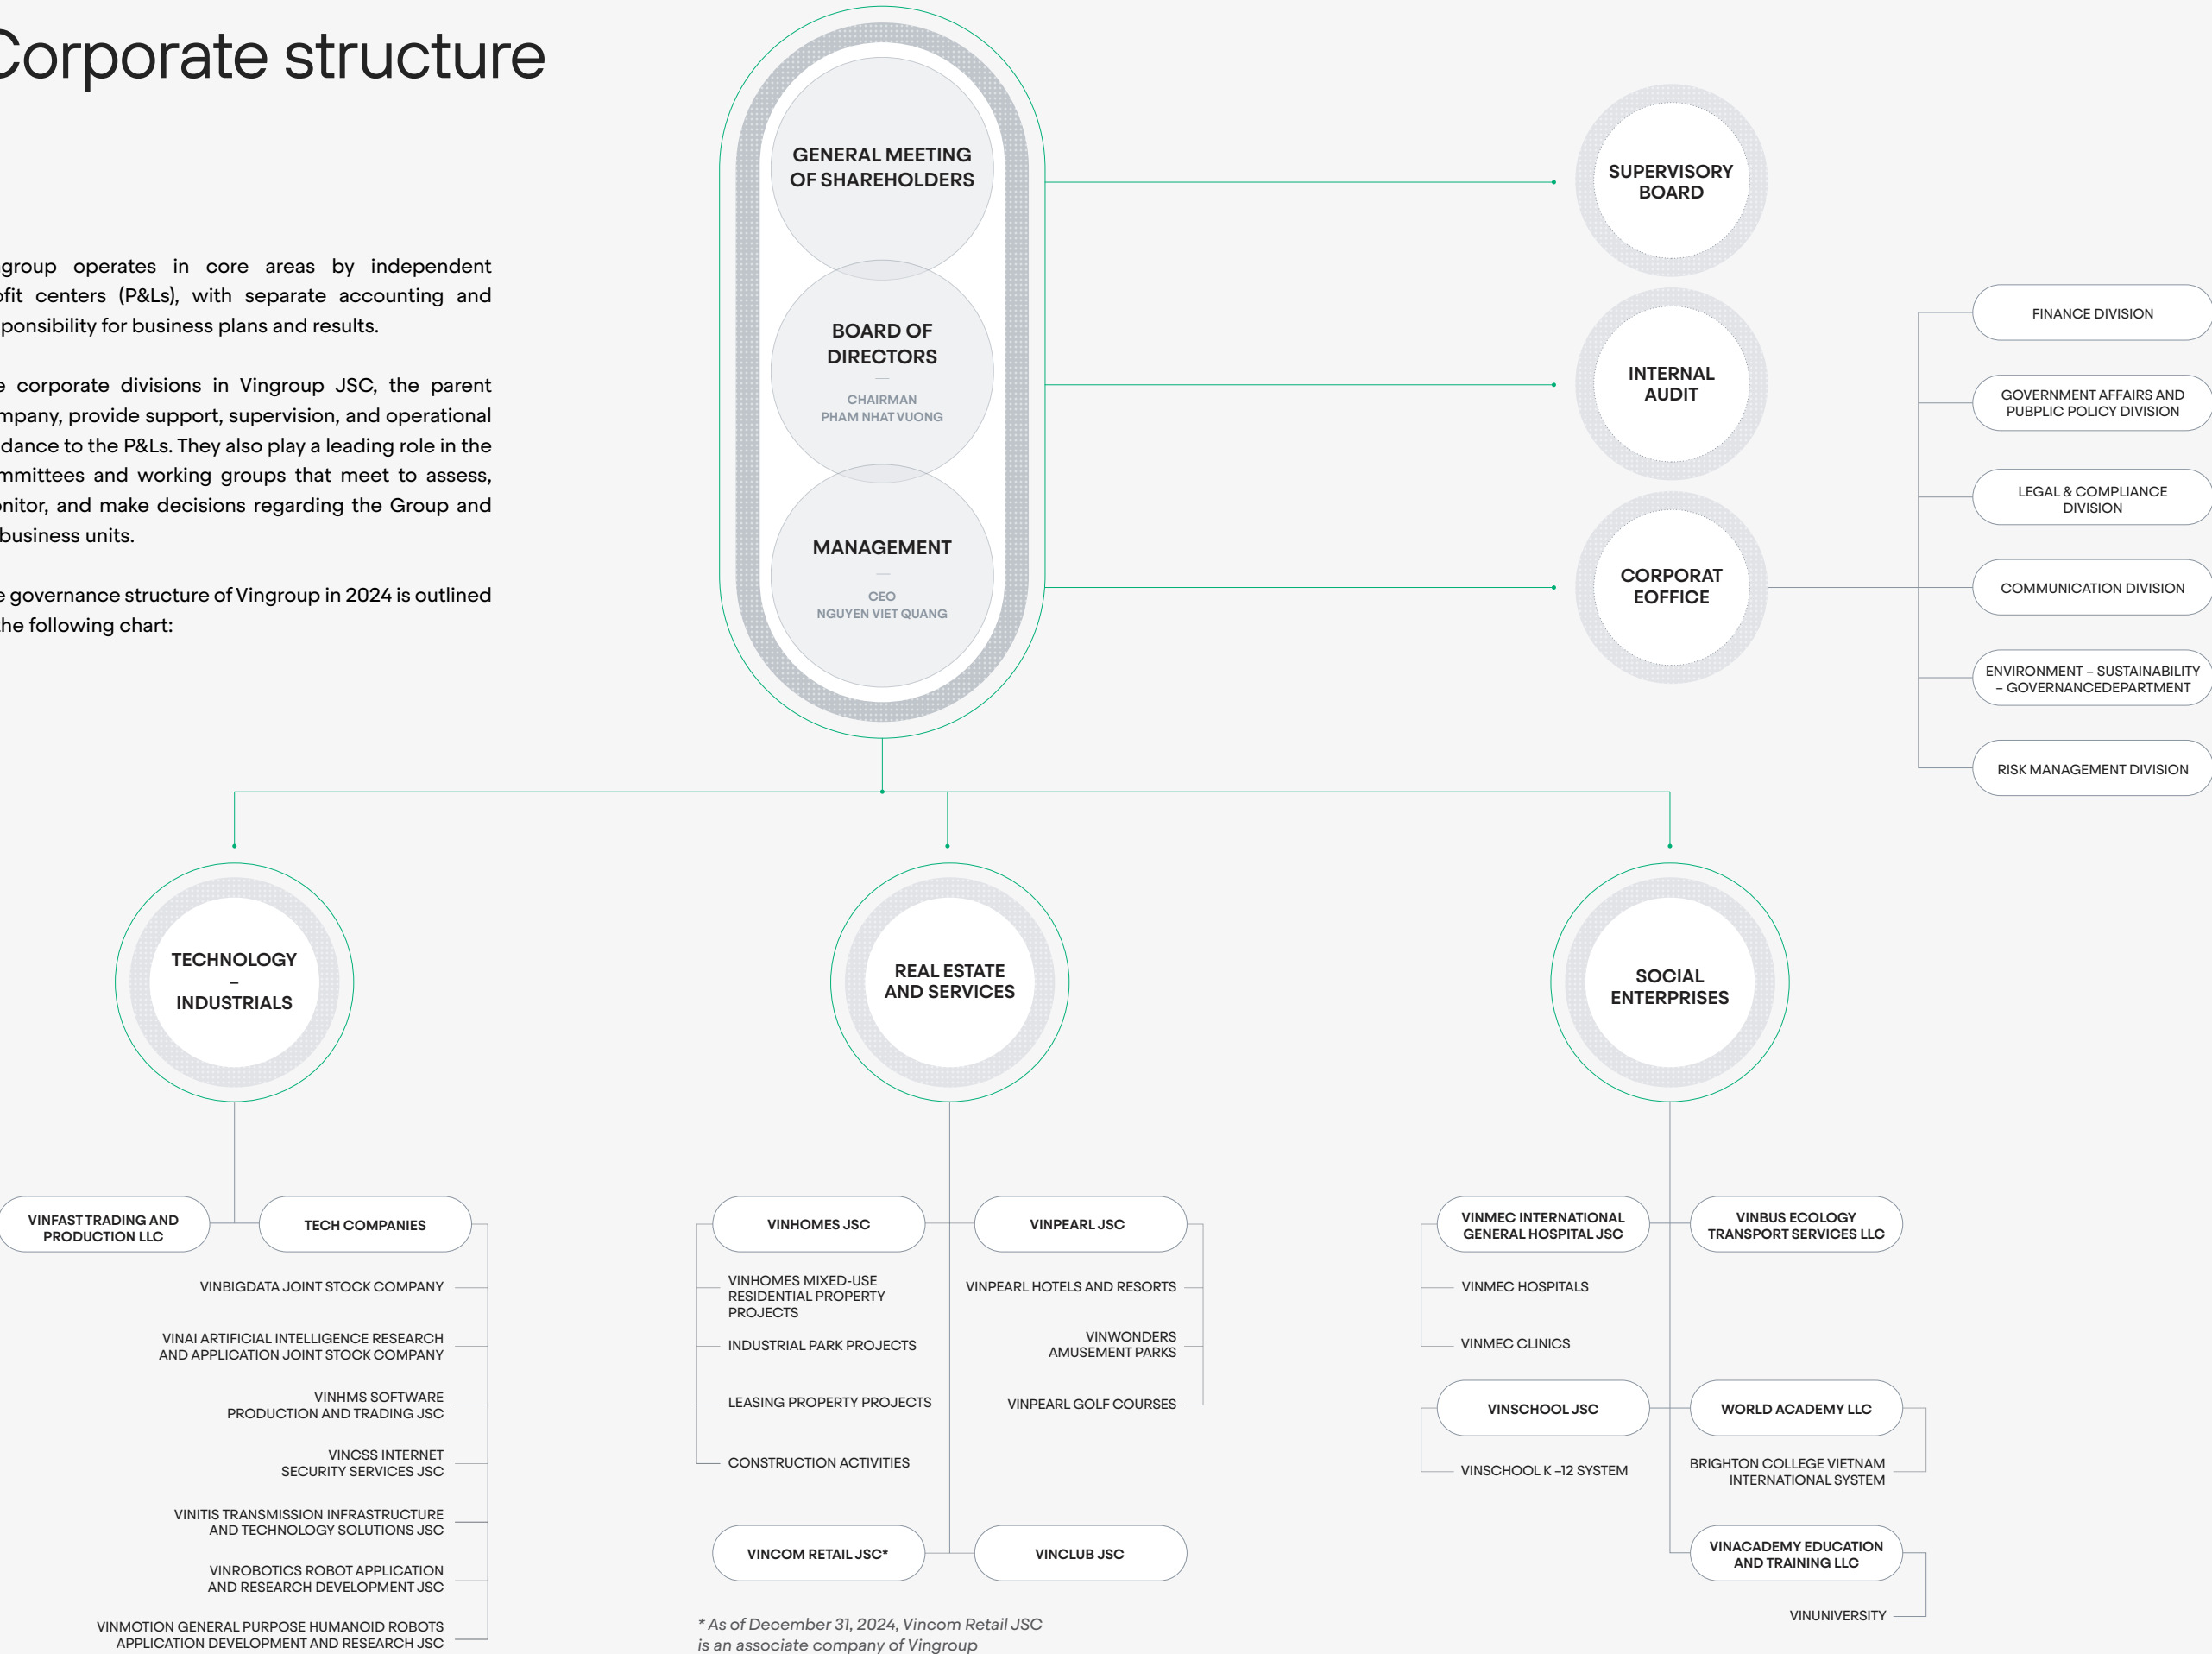 Corporate structure
group operates in core areas by independent
ofit centers (P&Ls), with separate accounting and
ponsibility for business plans and results.
e corporate divisions in Vingroup JSC, the parent
mpany, provide support, supervision, and operational
dance to the P&Ls. They also play a leading role in the
mmittees and working groups that meet to assess,
onitor, and make decisions regarding the Group and
business units.
e governance structure of Vingroup in 2024 is outlined
the following chart:
GENERAL MEETING
OF SHAREHOLDERS
BOARD OF
DIRECTORS
CHAIRMAN
PHAM NHAT VUONG
MANAGEMENT
CEO
NGUYEN VIET QUANG
SUPERVISORY
BOARD
INTERNAL
AUDIT
CORPORAT
EOFFICE
FINANCE DIVISION
GOVERNMENT AFFAIRS AND
PUBPLIC POLICY DIVISION
LEGAL & COMPLIANCE
DIVISION
COMMUNICATION DIVISION
ENVIRONMENT – SUSTAINABILITY
– GOVERNANCEDEPARTMENT
RISK MANAGEMENT DIVISION
TECHNOLOGY
–
INDUSTRIALS
VINFAST TRADING AND
PRODUCTION LLC
TECH COMPANIES
VINBIGDATA JOINT STOCK COMPANY
VINAI ARTIFICIAL INTELLIGENCE RESEARCH
AND APPLICATION JOINT STOCK COMPANY
VINHMS SOFTWARE
PRODUCTION AND TRADING JSC
VINCSS INTERNET
SECURITY SERVICES JSC
VINITIS TRANSMISSION INFRASTRUCTURE
AND TECHNOLOGY SOLUTIONS JSC
VINROBOTICS ROBOT APPLICATION
AND RESEARCH DEVELOPMENT JSC
VINMOTION GENERAL PURPOSE HUMANOID ROBOTS
APPLICATION DEVELOPMENT AND RESEARCH JSC
REAL ESTATE
AND SERVICES
VINHOMES JSC
VINHOMES MIXED-USE
RESIDENTIAL PROPERTY
PROJECTS
INDUSTRIAL PARK PROJECTS
LEASING PROPERTY PROJECTS
CONSTRUCTION ACTIVITIES
VINPEARL JSC
VINPEARL HOTELS AND RESORTS
VINWONDERS
AMUSEMENT PARKS
VINPEARL GOLF COURSES
VINCOM RETAIL JSC*
VINCLUB JSC
* As of December 31, 2024, Vincom Retail JSC
is an associate company of Vingroup
SOCIAL
ENTERPRISES
VINMEC INTERNATIONAL
GENERAL HOSPITAL JSC
VINMEC HOSPITALS
VINMEC CLINICS
VINBUS ECOLOGY
TRANSPORT SERVICES LLC
VINSCHOOL JSC
VINSCHOOL K –12 SYSTEM
WORLD ACADEMY LLC
BRIGHTON COLLEGE VIETNAM
INTERNATIONAL SYSTEM
VINACADEMY EDUCATION
AND TRAINING LLC
VINUNIVERSITY